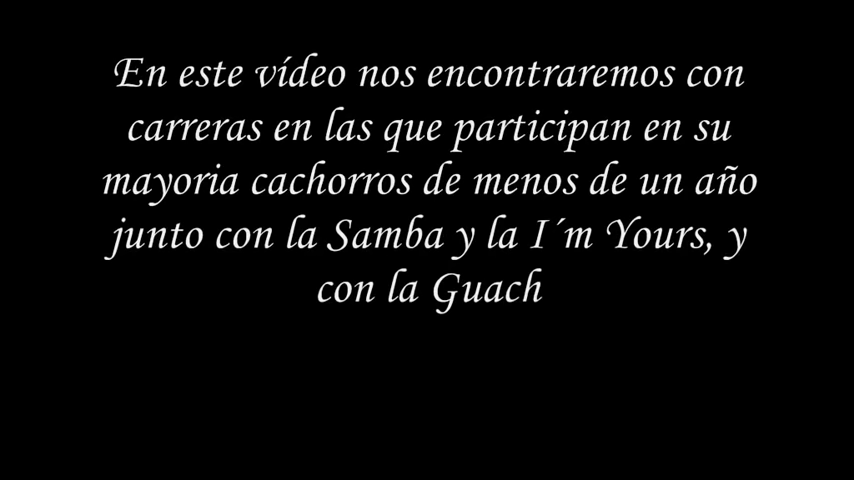 En este vídeo nos encontraremos con
carreras en las que participan en su
mayoria cachorros de menos de un año
junto con la Samba y la I´m Yours, y
con la Guach